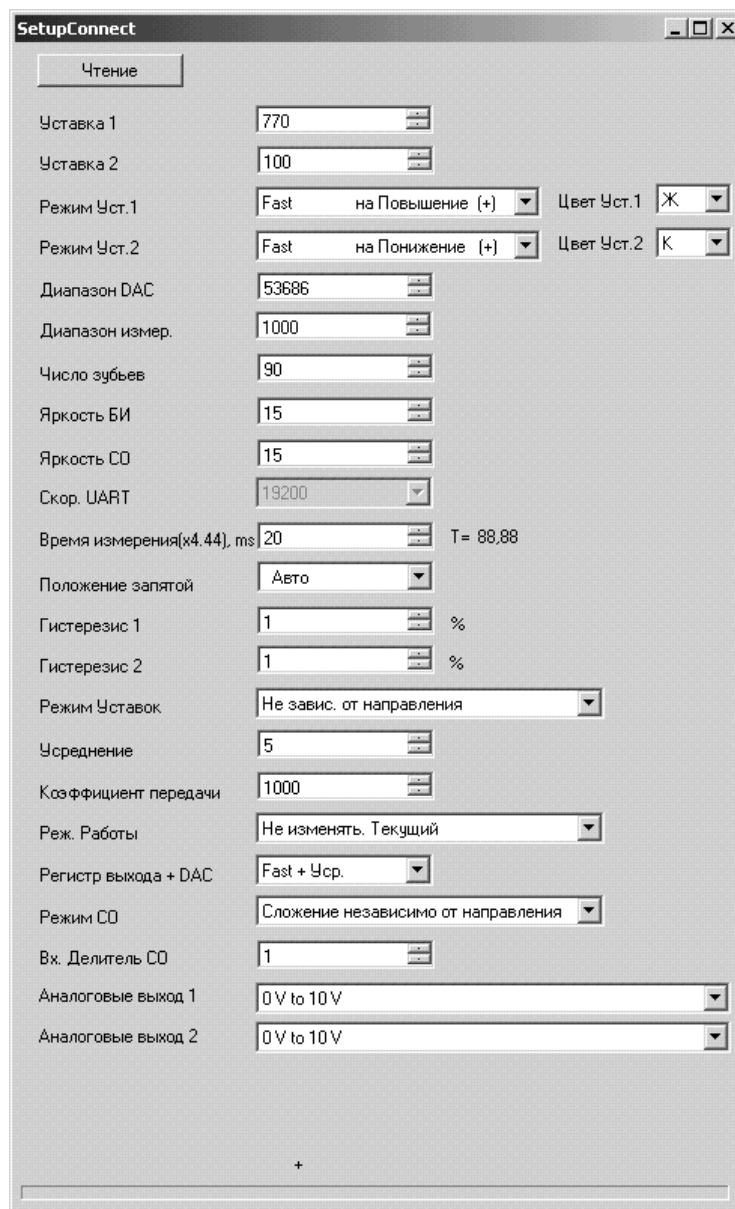 SetupConnect
Чтение
Уставка 1 770
Уставка 2 100
Режим Уст.1 Fast на Повышение (+) Цвет Уст.1 Ж
Режим Уст.2 Fast на Понижение (+) Цвет Уст.2 К
Диапазон DAC 53686
Диапазон измер. 1000
Число зубьев 90
Яркость БИ 15
Яркость СО 15
Скор. UART 19200
Время измерения(x4.44), ms 20 T= 88,88
Положение запятой Авто
Гистерезис 1 1 %
Гистерезис 2 1 %
Режим Уставок Не завис. от направления
Усреднение 5
Коэффициент передачи 1000
Реж. Работы Не изменять. Текущий
Регистр выхода + DAC Fast + Уср.
Режим СО Сложение независимо от направления
Вх. Делитель СО 1
Аналоговые выход 1 0 V to 10 V
Аналоговые выход 2 0 V to 10 V
+